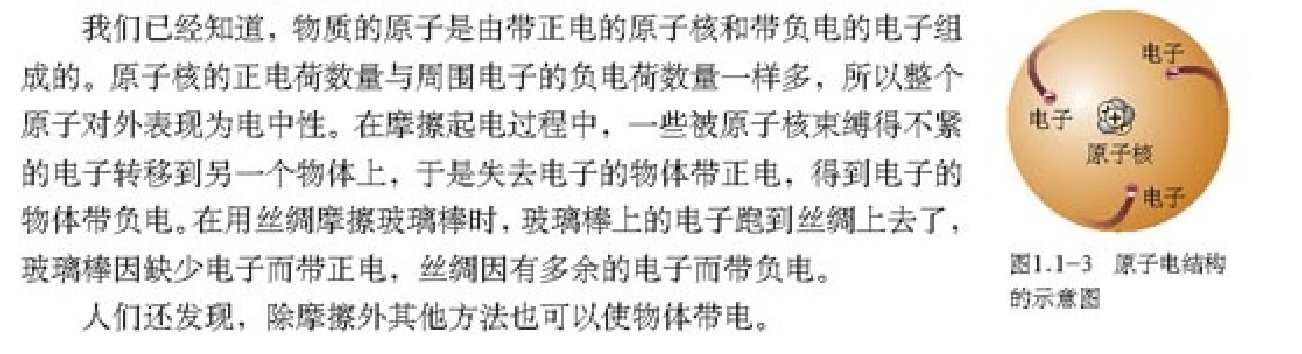 我们已经知道，物质的原子是由带正电的原子核和带负电的电子组
成的。原子核的正电荷数量与周围电子的负电荷数量一样多，所以整个
原子对外表现为电中性。在摩擦起电过程中，一些被原子核束缚得不紧
的电子转移到另一个物体上，于是失去电子的物体带正电，得到电子的
物体带负电。在用丝绸摩擦玻璃棒时，玻璃棒上的电子跑到丝绸上去了，
玻璃棒因缺少电子而带正电，丝绸因有多余的电子而带负电。
人们还发现，除摩擦外其他方法也可以使物体带电。
电子
电子
原子核
电子
图1.1-3 原子电结构
的示意图